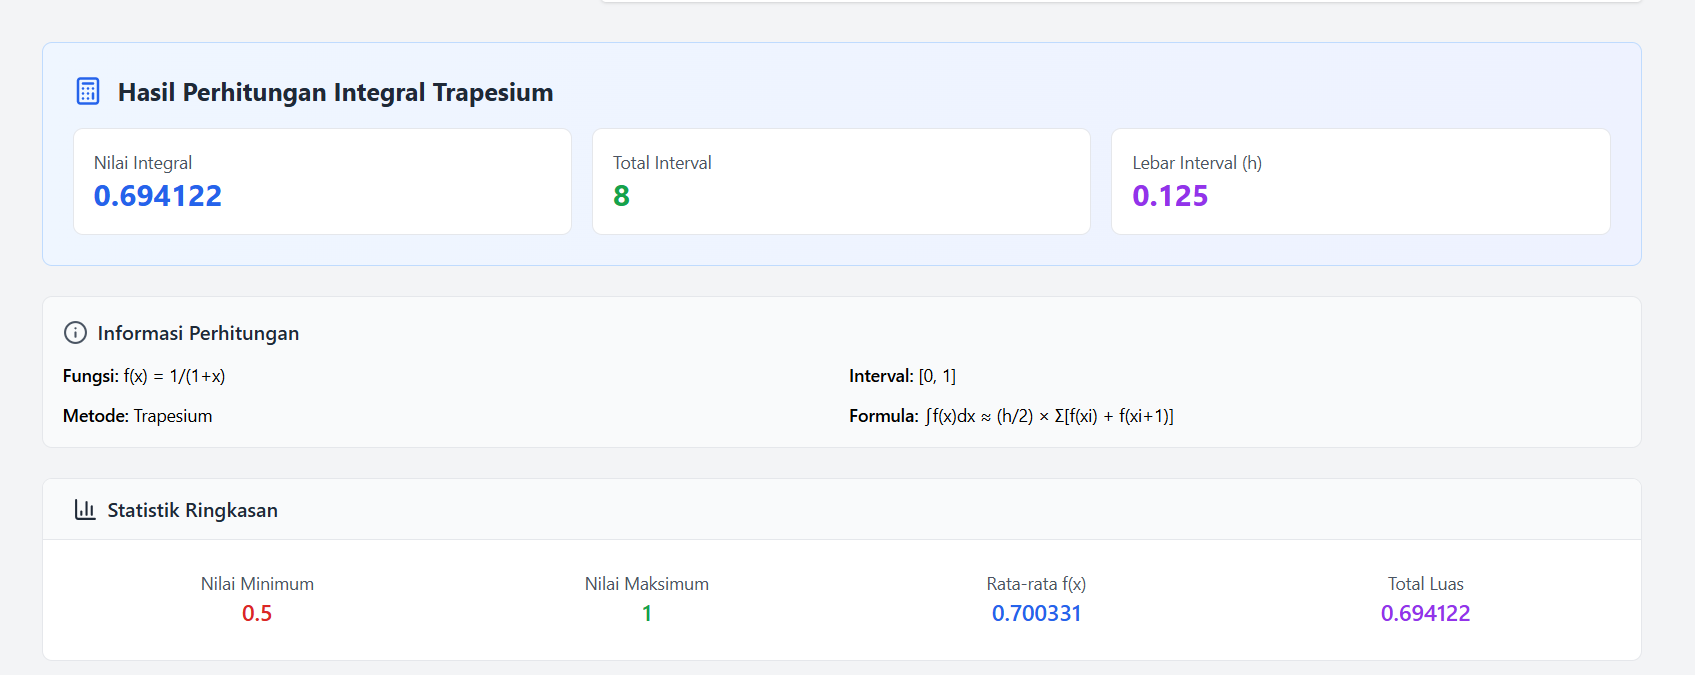 Hasil Perhitungan Integral Trapesium
Nilai Integral
0.694122
Total Interval
8
Lebar Interval (h)
0.125
Informasi Perhitungan
Fungsi: f(x) = 1/(1+x)
Interval: [0, 1]
Metode: Trapesium
Formula: ∫f(x)dx ≈ (h/2) × Σ[f(xi) + f(xi+1)]
Statistik Ringkasan
Nilai Minimum
0.5
Nilai Maksimum
1
Rata-rata f(x)
0.700331
Total Luas
0.694122